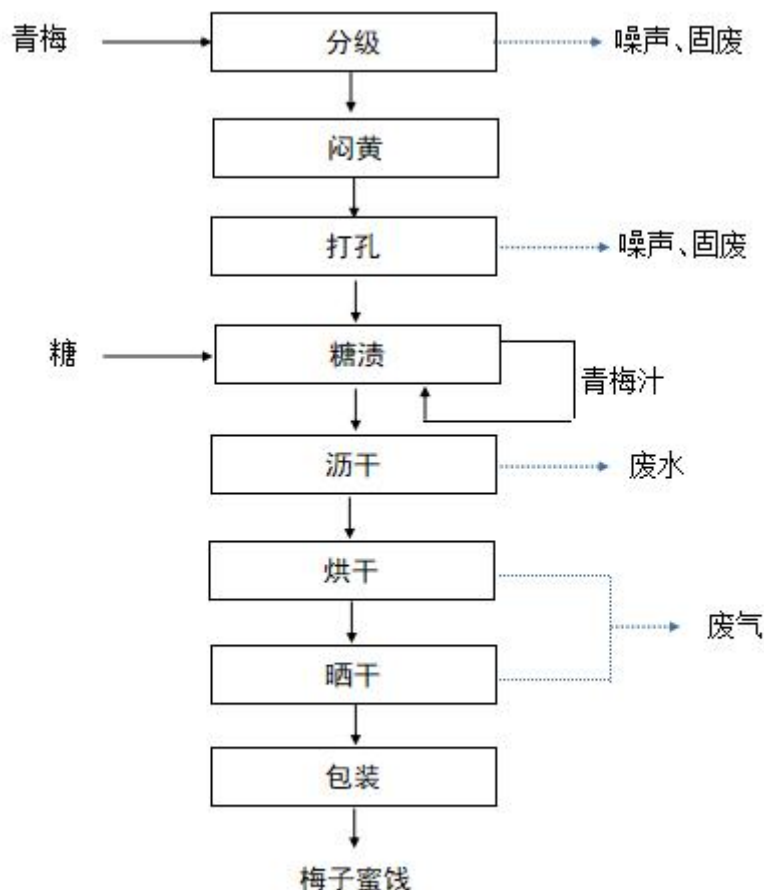 青梅
分级
噪声、固废
闷黄
打孔
噪声、固废
糖
糖渍
青梅汁
沥干
废水
烘干
废气
晒干
包装
梅子蜜饯